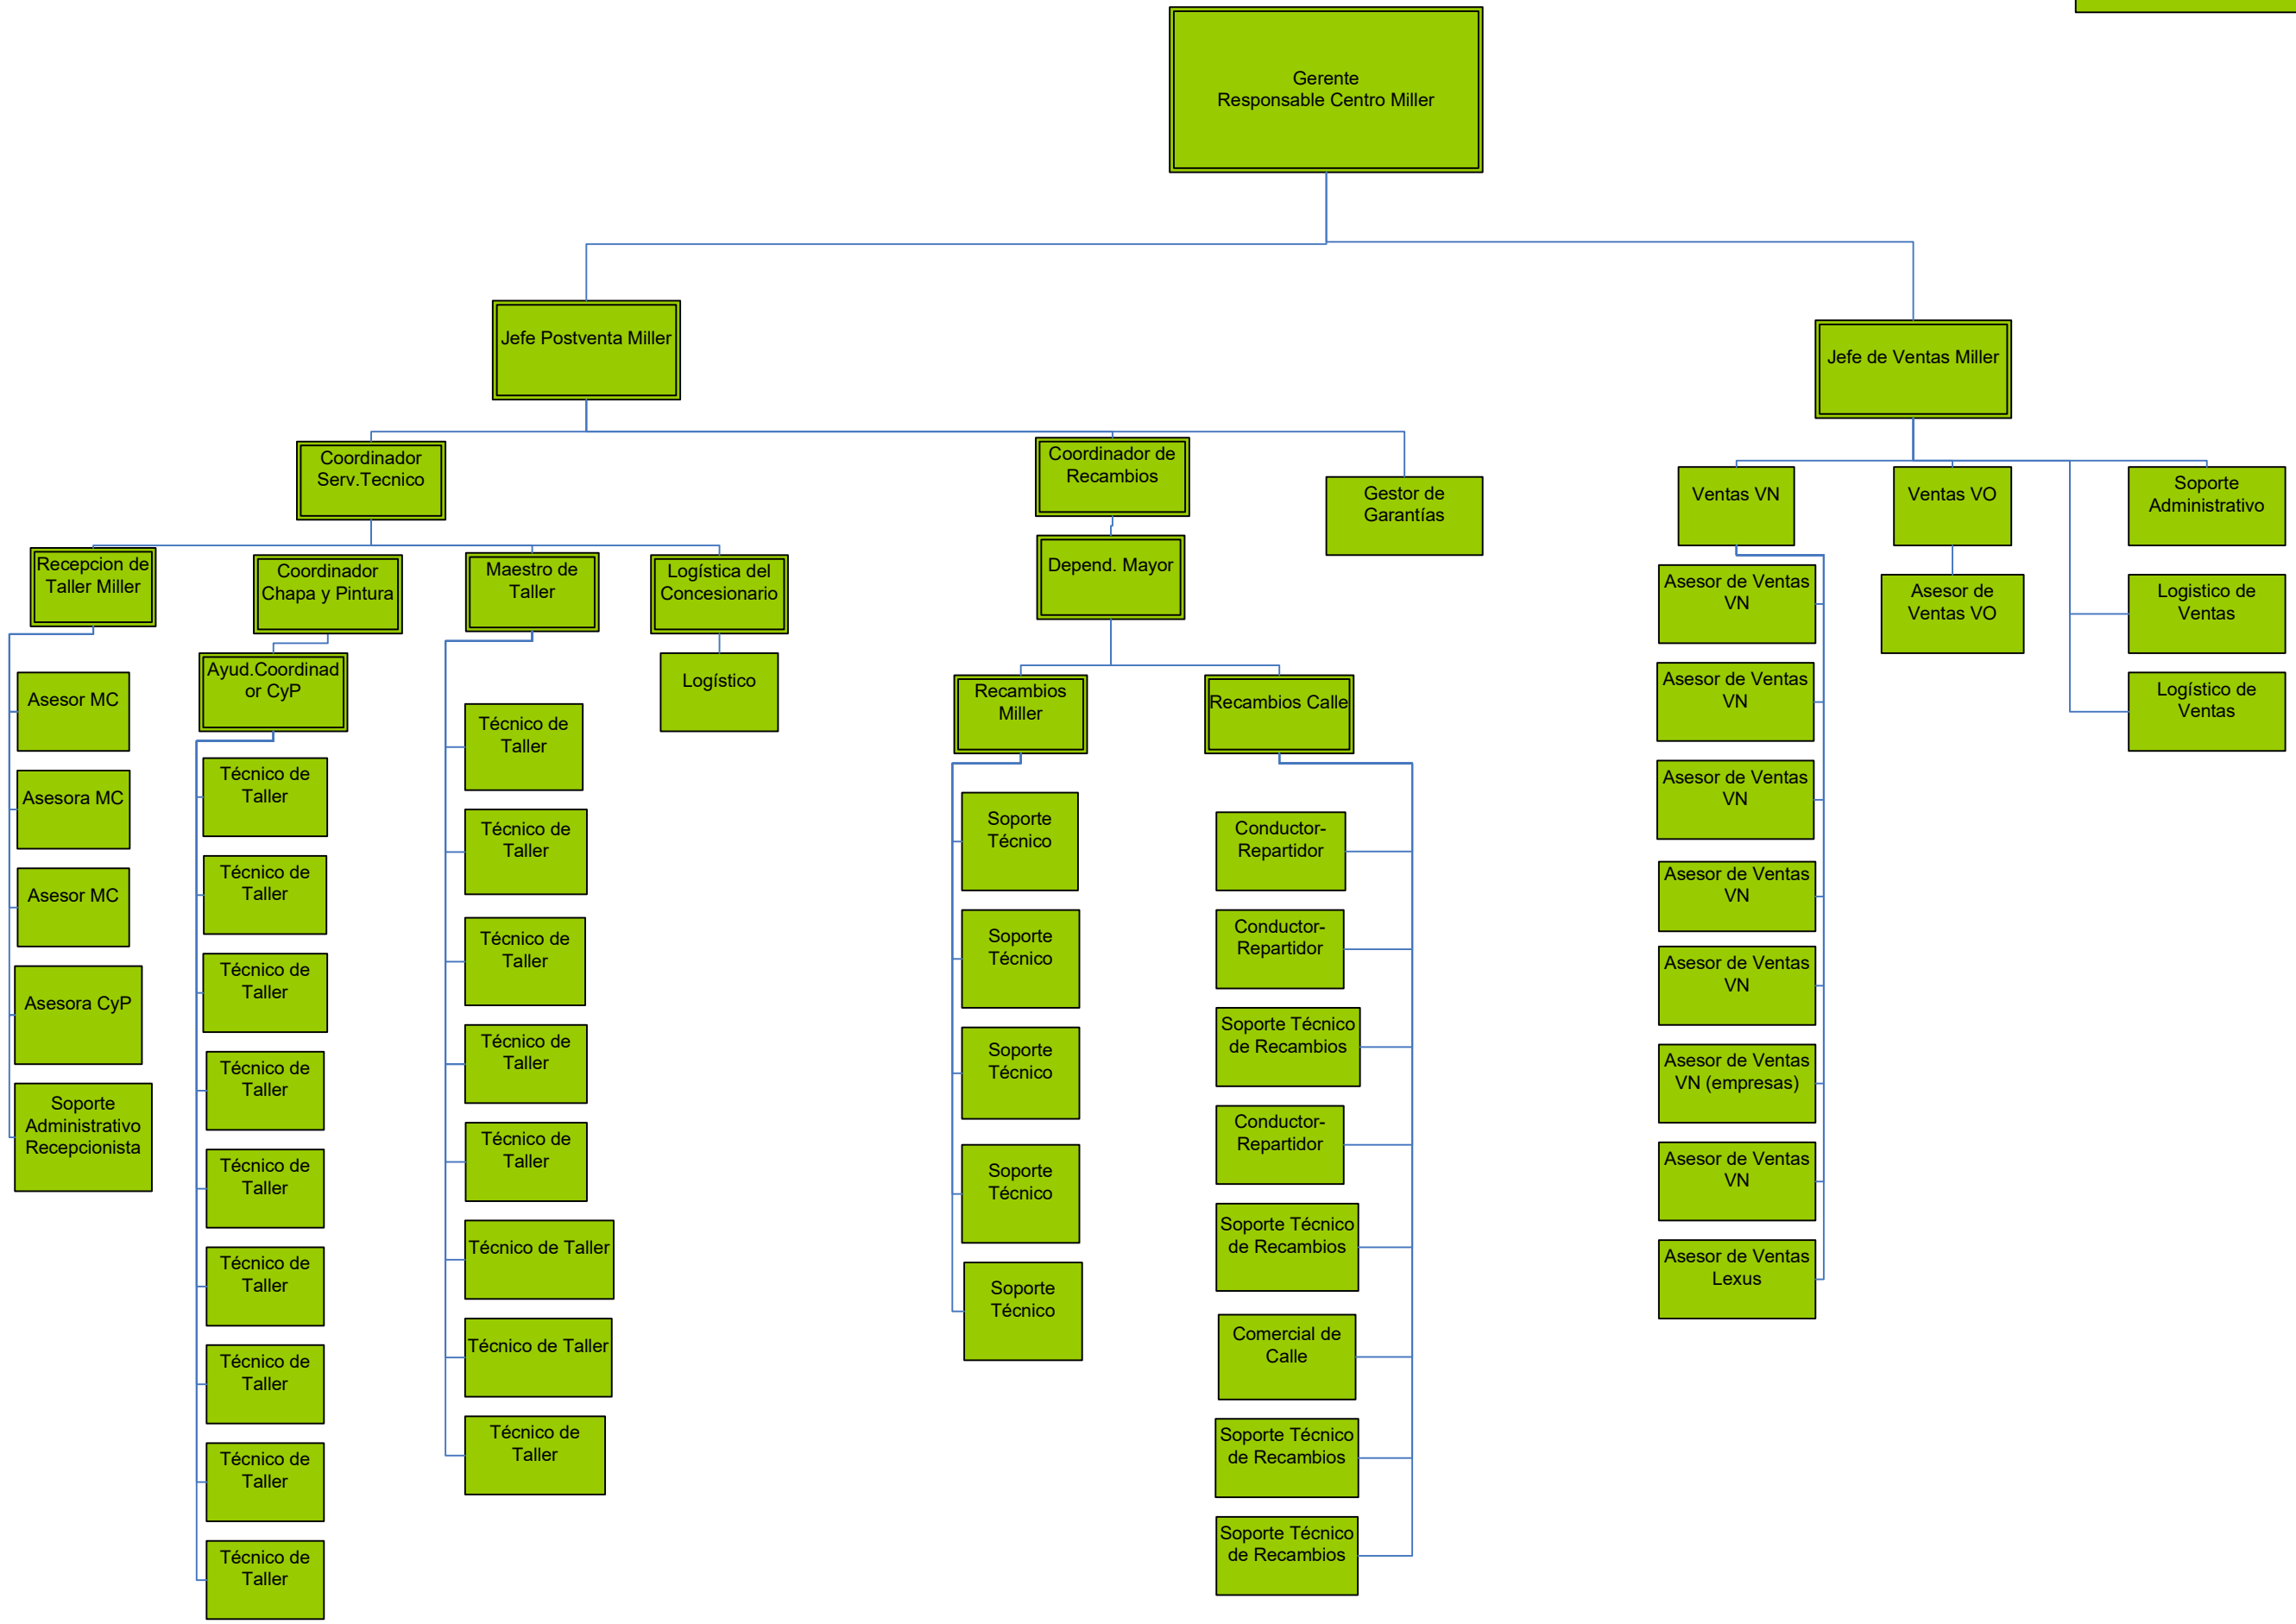 Gerente
Responsable Centro Miller
Jefe Postventa Miller
Jefe de Ventas Miller
Coordinador
Serv.Tecnico
Coordinador de
Recambios
Gestor de
Garantías
Ventas VN
Ventas VO
Soporte
Administrativo
Recepcion de
Taller Miller
Coordinador
Chapa y Pintura
Maestro de
Taller
Logística del
Concesionario
Depend. Mayor
Asesor de Ventas
VN
Asesor de
Ventas VO
Logistico de
Ventas
Ayud.Coordinad
or CyP
Logístico
Recambios
Miller
Recambios Calle
Asesor de Ventas
VN
Logístico de
Ventas
Asesor MC
Asesora MC
Asesor MC
Asesora CyP
Soporte
Administrativo
Recepcionista
Técnico de
Taller
Técnico de
Taller
Técnico de
Taller
Técnico de
Taller
Técnico de
Taller
Técnico de
Taller
Técnico de
Taller
Técnico de
Taller
Técnico de
Taller
Técnico de
Taller
Técnico de
Taller
Técnico de
Taller
Técnico de
Taller
Técnico de
Taller
Técnico de Taller
Técnico de Taller
Técnico de
Taller
Soporte
Técnico
Soporte
Técnico
Soporte
Técnico
Soporte
Técnico
Soporte
Técnico
Conductor-
Repartidor
Conductor-
Repartidor
Soporte Técnico
de Recambios
Conductor-
Repartidor
Soporte Técnico
de Recambios
Comercial de
Calle
Soporte Técnico
de Recambios
Soporte Técnico
de Recambios
Asesor de Ventas
VN
Asesor de Ventas
VN
Asesor de Ventas
VN
Asesor de Ventas
VN (empresas)
Asesor de Ventas
VN
Asesor de Ventas
Lexus